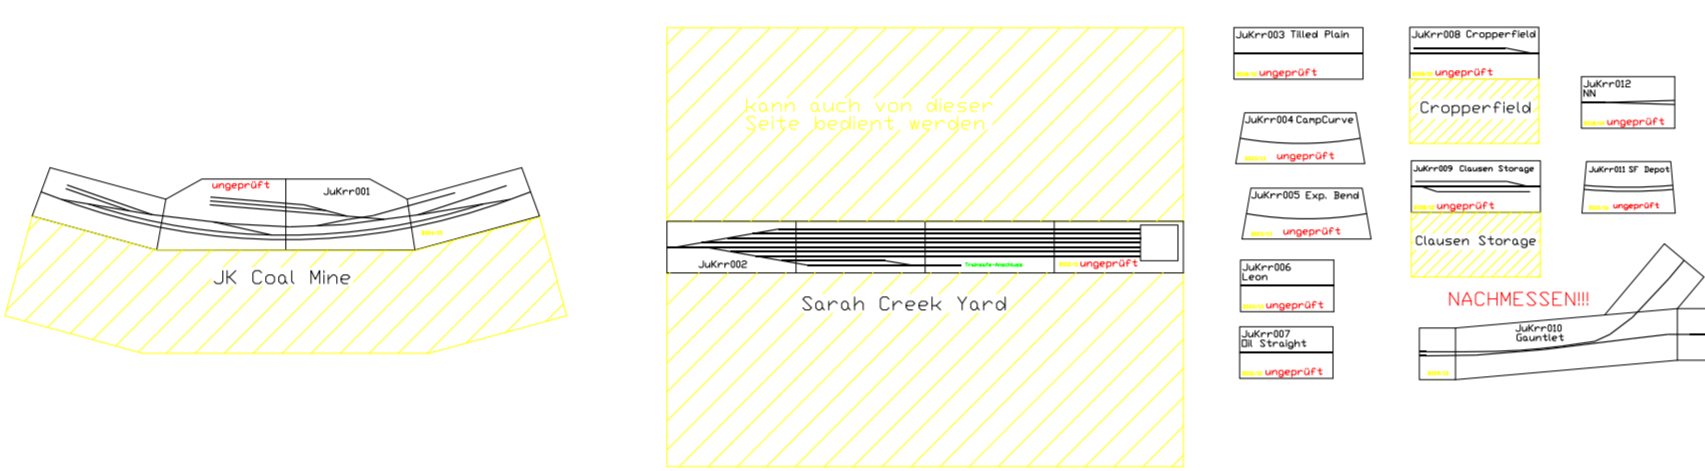 ungeprüft
JuKrr001
JK Coal Mine
kann auch von dieser
Seite bedient werden
JuKrr002
ungeprüft
Sarah Creek Yard
JuKrr003 Tilled Plain
ungeprüft
JuKrr004 CampCurve
ungeprüft
JuKrr005 Exp. Bend
ungeprüft
JuKrr006
Leon
ungeprüft
JuKrr007
Oil Straight
ungeprüft
JuKrr008 Cropperfield
ungeprüft
Cropperfield
JuKrr009 Clausen Storage
ungeprüft
Clausen Storage
JuKrr012
NN
ungeprüft
JuKrr011 SF Depot
ungeprüft
NACHMESSEN!!!
JuKrr010
Gauntlet